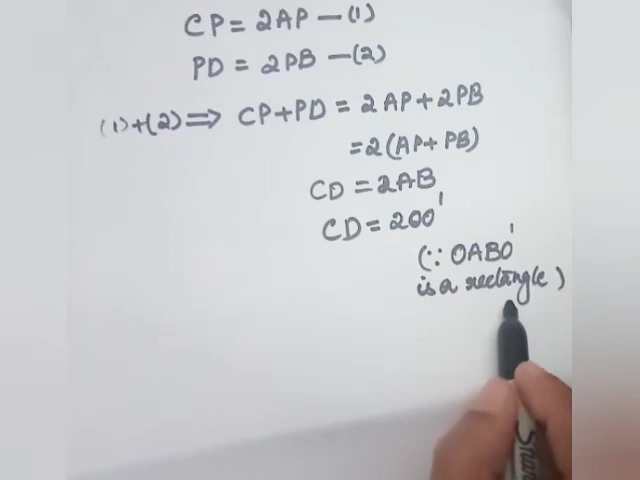 CP = 2AP —(1)
PD = 2PB —(2)
(1)+(2) ⇒ CP+PD = 2AP + 2PB
= 2(AP+ PB)
CD = 2AB
CD = 2OO'
(∵ OABO'
is a rectangle)